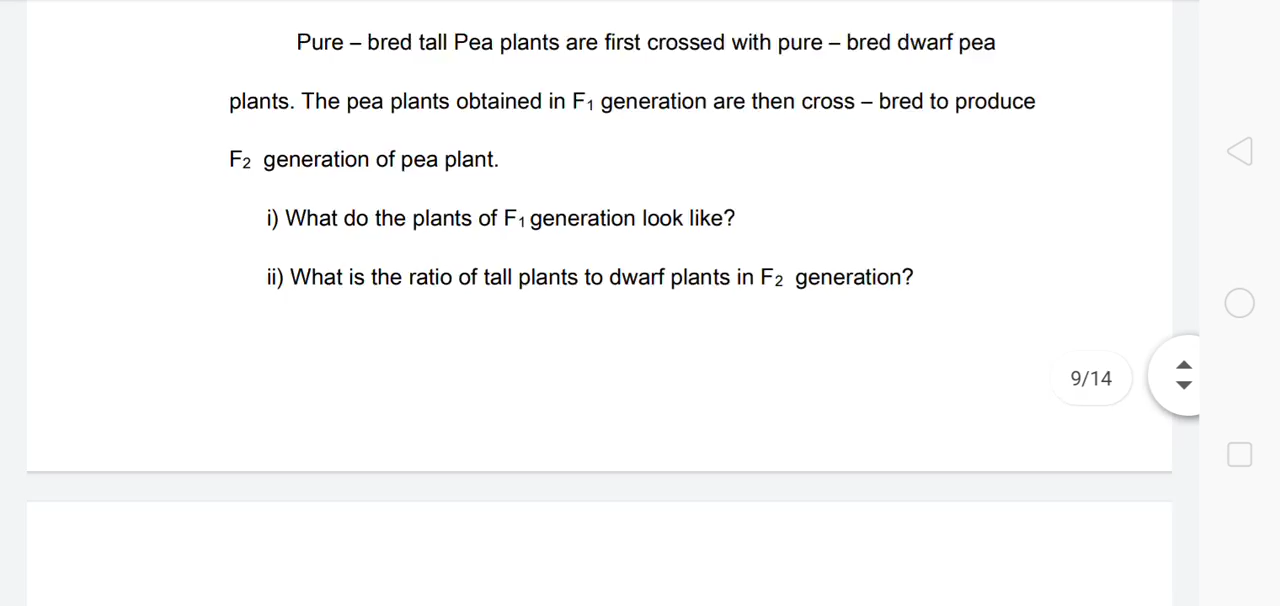 Pure – bred tall Pea plants are first crossed with pure – bred dwarf pea
plants. The pea plants obtained in F₁ generation are then cross – bred to produce
F₂ generation of pea plant.
i) What do the plants of F₁ generation look like?
ii) What is the ratio of tall plants to dwarf plants in F₂ generation?
9/14